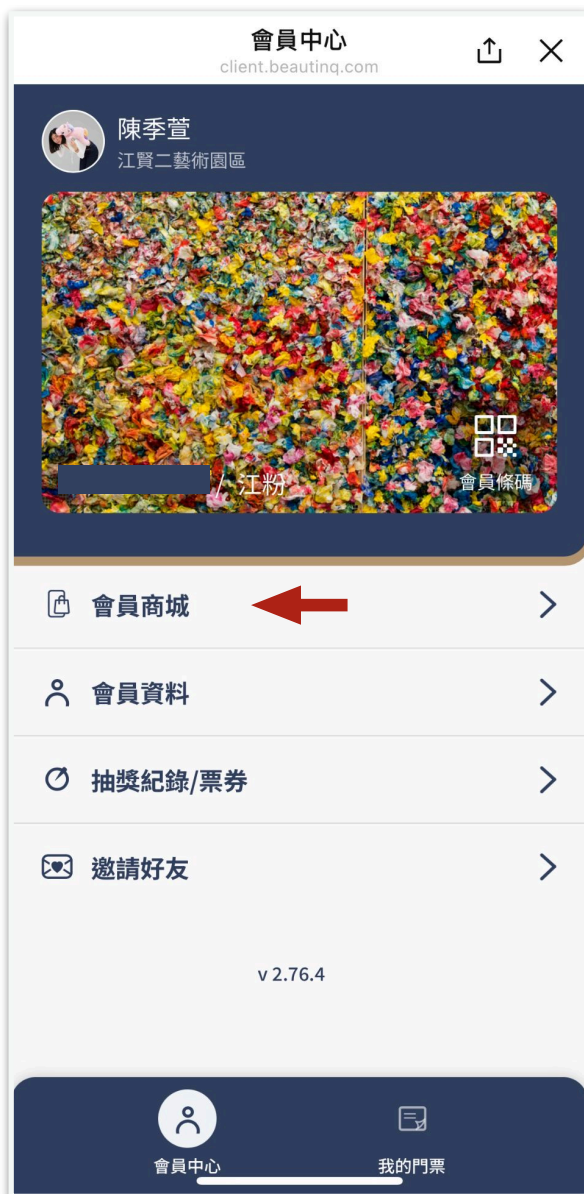 會員中心
client.beautinq.com
陳季萱
江賢二藝術園區
/ 江粉
會員條碼
會員商城
會員資料
抽獎紀錄/票券
邀請好友
v 2.76.4
會員中心
我的門票